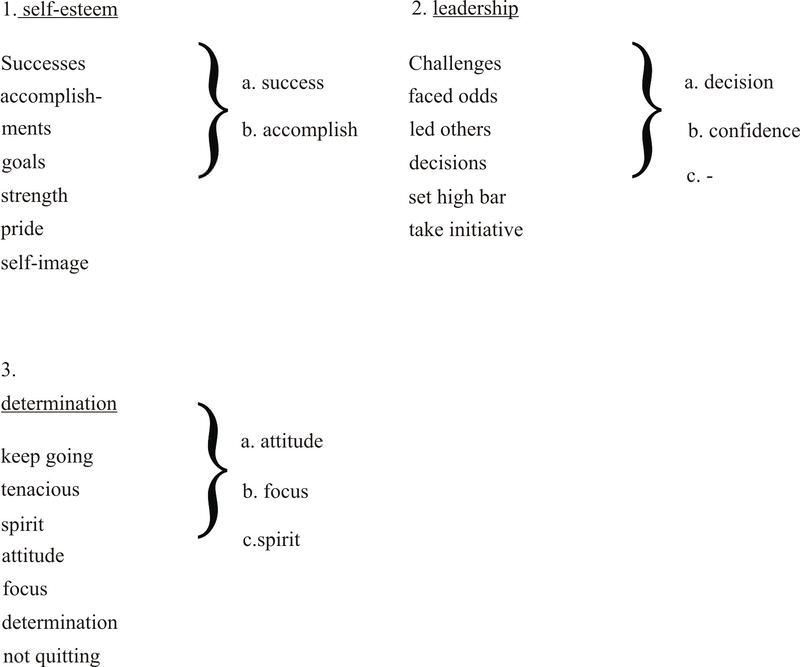 1. self-esteem
Successes
accomplish-
ments
goals
strength
pride
self-image
a. success
b. accomplish
2. leadership
Challenges
faced odds
led others
decisions
set high bar
take initiative
a. decision
b. confidence
c. -
3.
determination
keep going
tenacious
spirit
attitude
focus
determination
not quitting
a. attitude
b. focus
c.spirit